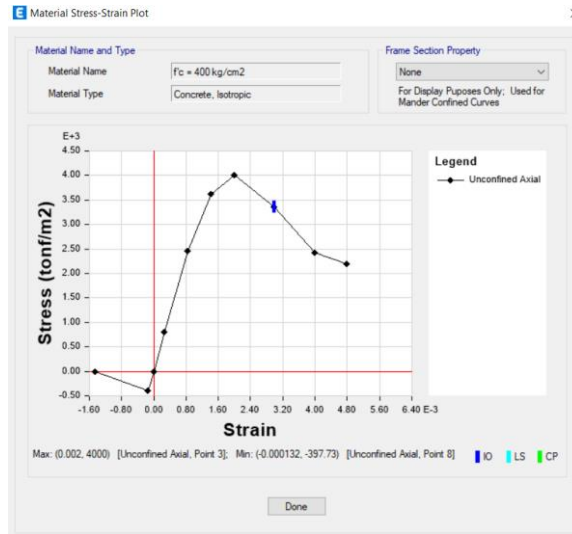 E Material Stress-Strain Plot
Material Name and Type
Material Name
f'c = 400 kg/cm2
Material Type
Concrete, Isotropic
Frame Section Property
None
For Display Puposes Only; Used for
Mander Confined Curves
E+3
4.50
4.00
3.50
3.00
2.50
2.00
1.50
1.00
0.50
0.00
-0.50
Stress (tonf/m2)
-1.60 -0.80 0.00 0.80 1.60 2.40 3.20 4.00 4.80 5.60 6.40 E-3
Strain
Legend
Unconfined Axial
Max: (0.002, 4000) [Unconfined Axial, Point 3]; Min: (-0.000132, -397.73) [Unconfined Axial, Point 8]
IO LS CP
Done